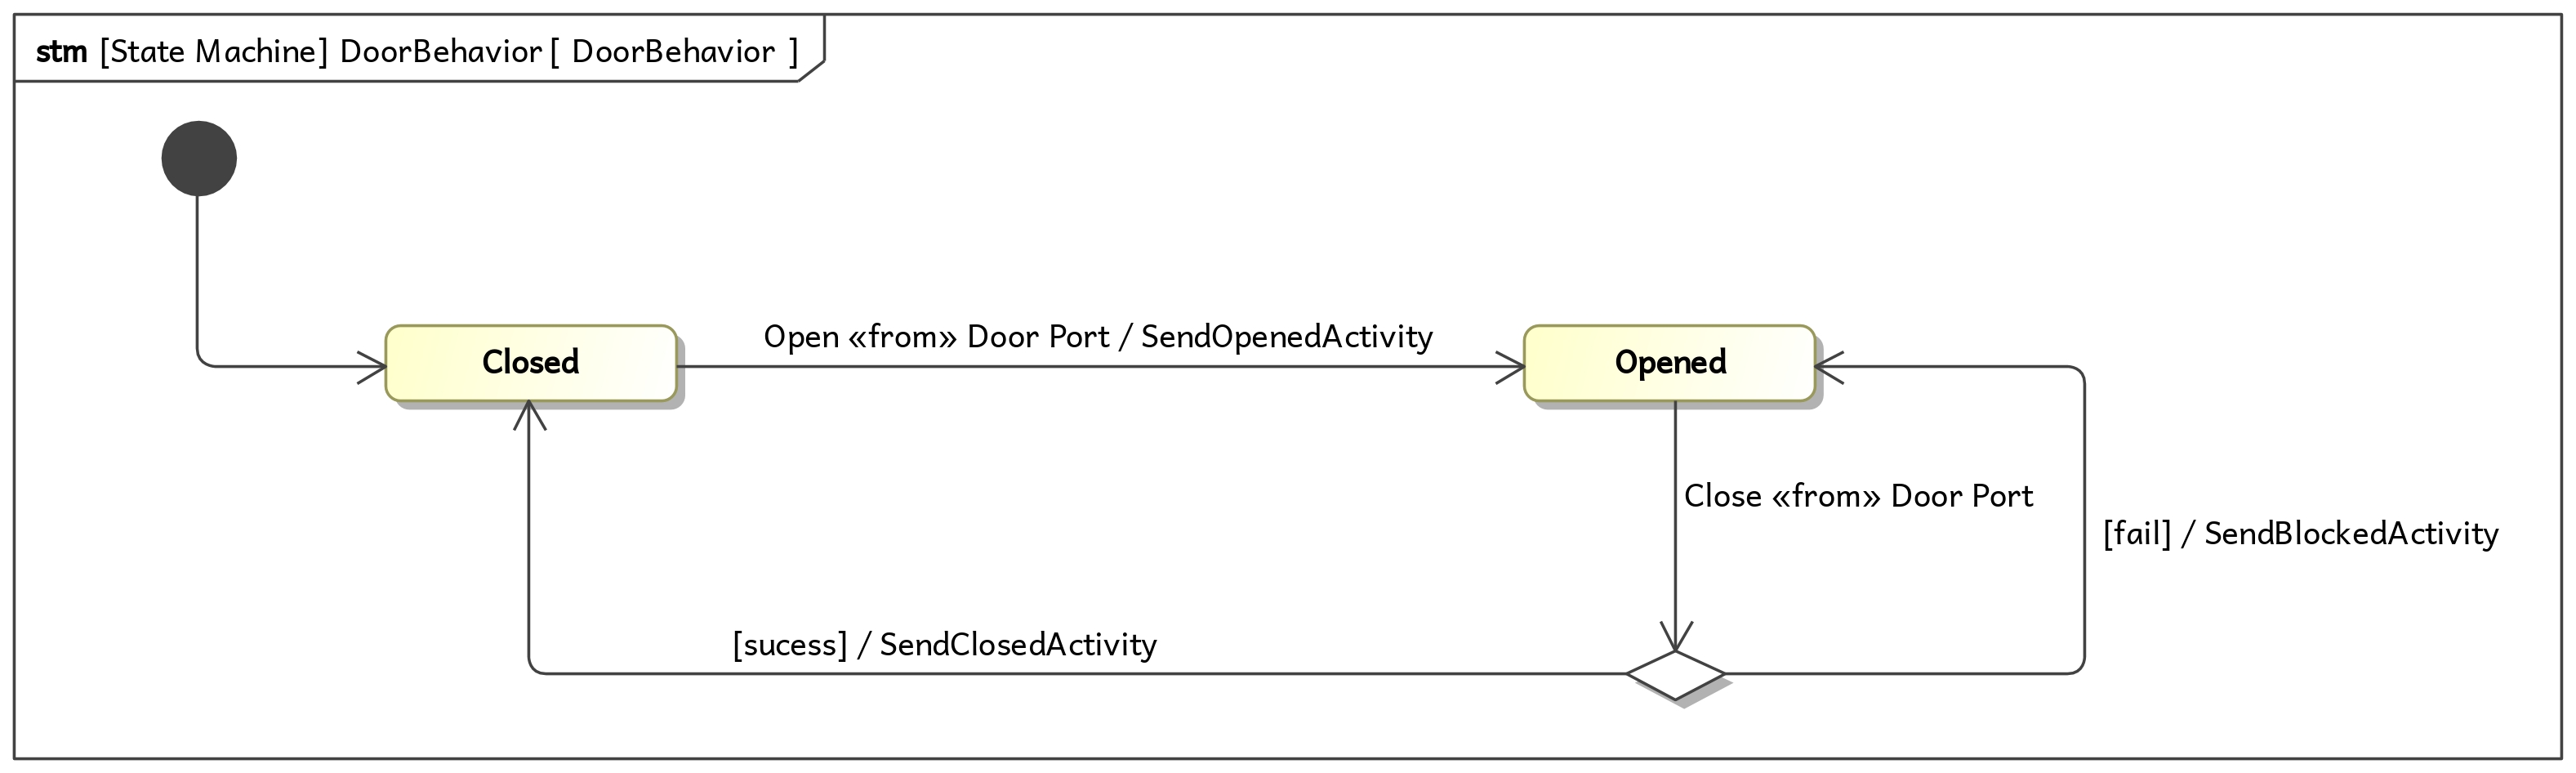 stm [State Machine] DoorBehavior [ DoorBehavior ]
Open «from» Door Port / SendOpenedActivity
Closed
Opened
Close «from» Door Port
[fail] / SendBlockedActivity
[sucess] / SendClosedActivity